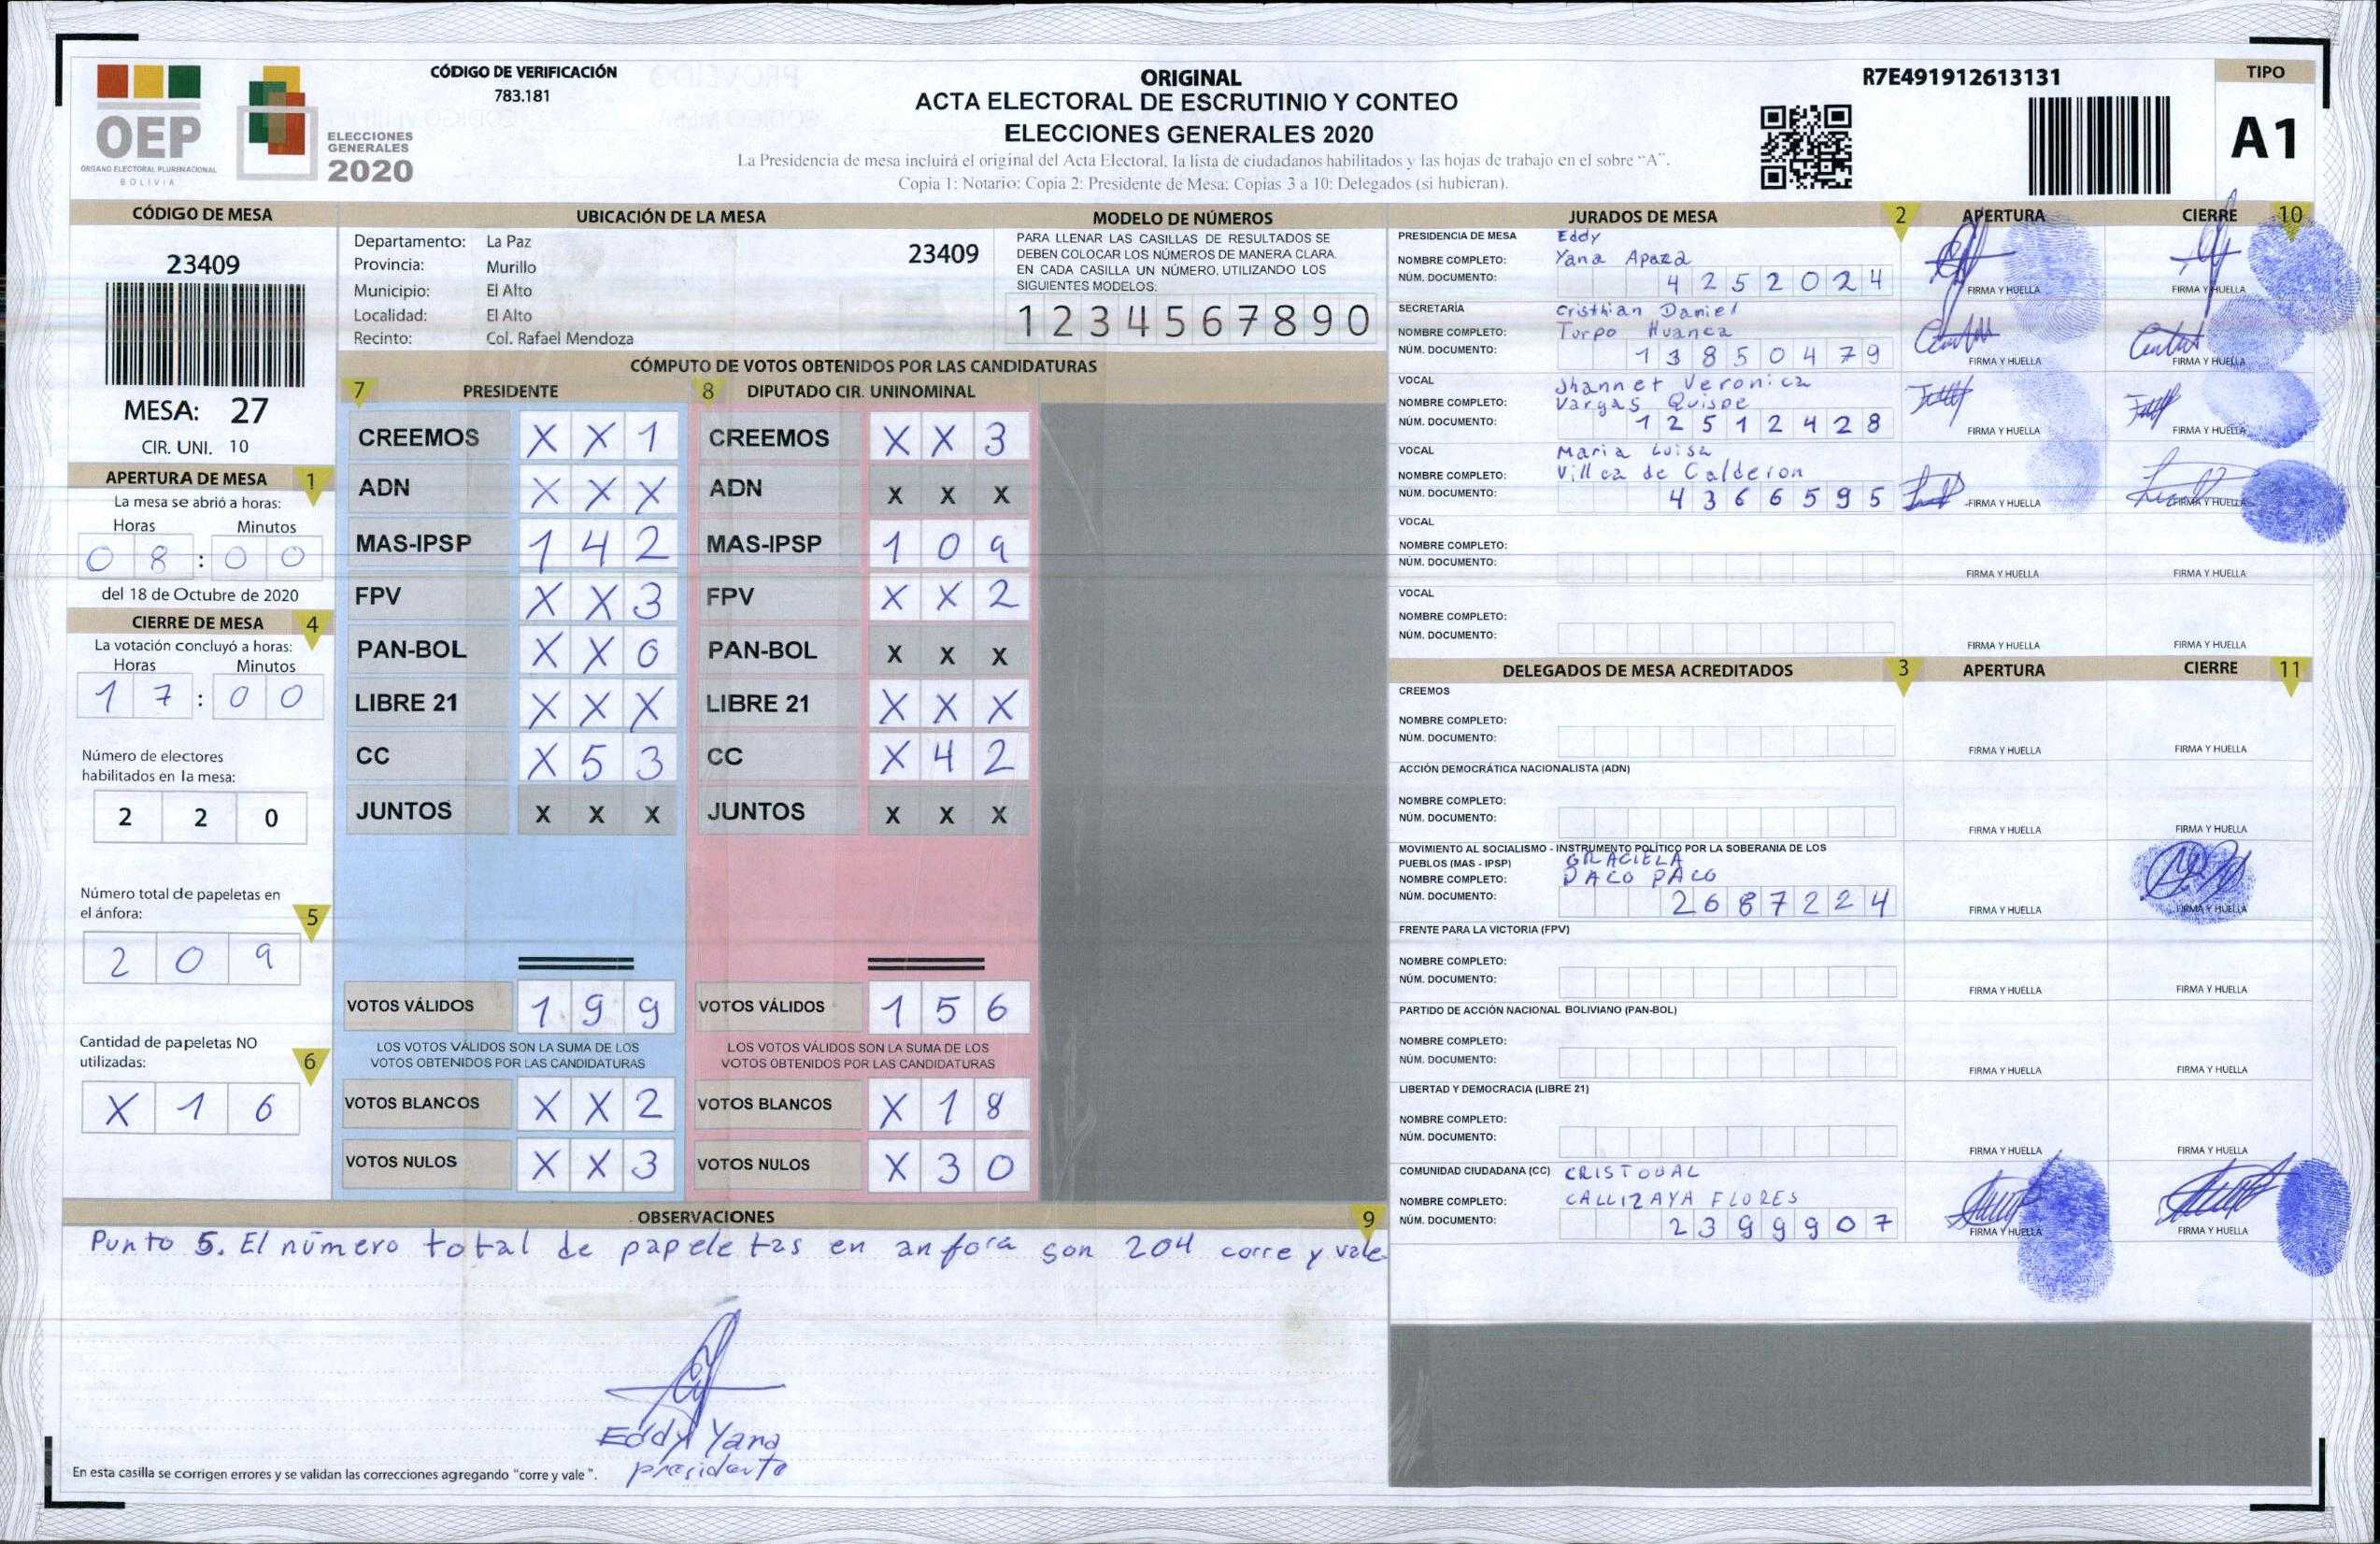 OEP
ÓRGANO ELECTORAL PLURINACIONAL
BOLIVIA
ELECCIONES
GENERALES
2020
CÓDIGO DE VERIFICACIÓN
783.181
ORIGINAL
ACTA ELECTORAL DE ESCRUTINIO Y CONTEO
ELECCIONES GENERALES 2020
La Presidencia de mesa incluirá el original del Acta Electoral, la lista de ciudadanos habilitados y las hojas de trabajo en el sobre "A".
Copia 1: Notario; Copia 2: Presidente de Mesa; Copias 3 a 10: Delegados (si hubieran).
R7E491912613131
TIPO
A1
CÓDIGO DE MESA
23409
MESA: 27
CIR. UNI. 10
APERTURA DE MESA 1
La mesa se abrió a horas:
Horas Minutos
0 8 : 0 0
del 18 de Octubre de 2020
CIERRE DE MESA 4
La votación concluyó a horas:
Horas Minutos
1 7 : 0 0
Número de electores
habilitados en la mesa:
2 2 0
Número total de papeletas en
el ánfora: 5
2 0 9
Cantidad de papeletas NO
utilizadas: 6
X 1 6
UBICACIÓN DE LA MESA
Departamento: La Paz
23409
Provincia: Murillo
Municipio: El Alto
Localidad: El Alto
Recinto: Col. Rafael Mendoza
MODELO DE NÚMEROS
PARA LLENAR LAS CASILLAS DE RESULTADOS SE
DEBEN COLOCAR LOS NÚMEROS DE MANERA CLARA.
EN CADA CASILLA UN NÚMERO, UTILIZANDO LOS
SIGUIENTES MODELOS:
1 2 3 4 5 6 7 8 9 0
CÓMPUTO DE VOTOS OBTENIDOS POR LAS CANDIDATURAS
7 PRESIDENTE 8 DIPUTADO CIR. UNINOMINAL
CREEMOS X X 1 CREEMOS X X 3
ADN X X X ADN X X X
MAS-IPSP 1 4 2 MAS-IPSP 1 0 9
FPV X X 3 FPV X X 2
PAN-BOL X X 0 PAN-BOL X X X
LIBRE 21 X X X LIBRE 21 X X X
CC X 5 3 CC X 4 2
JUNTOS X X X JUNTOS X X X
VOTOS VÁLIDOS 1 9 9 VOTOS VÁLIDOS 1 5 6
LOS VOTOS VÁLIDOS SON LA SUMA DE LOS LOS VOTOS VÁLIDOS SON LA SUMA DE LOS
VOTOS OBTENIDOS POR LAS CANDIDATURAS VOTOS OBTENIDOS POR LAS CANDIDATURAS
VOTOS BLANCOS X X 2 VOTOS BLANCOS X 1 8
VOTOS NULOS X X 3 VOTOS NULOS X 3 0
OBSERVACIONES 9
Punto 5. El número total de papeletas en anfora son 204 corre y vale
Eddy Yana
presidente
En esta casilla se corrigen errores y se validan las correcciones agregando "corre y vale ".
JURADOS DE MESA 2 APERTURA CIERRE 10
PRESIDENCIA DE MESA Eddy
NOMBRE COMPLETO: Yana Apaza
NÚM. DOCUMENTO: 4 2 5 2 0 2 4
FIRMA Y HUELLA FIRMA Y HUELLA
SECRETARÍA Cristhian Daniel
NOMBRE COMPLETO: Torpo Huanca
NÚM. DOCUMENTO: 1 3 8 5 0 4 7 9
FIRMA Y HUELLA FIRMA Y HUELLA
VOCAL Jhannet Veronica
NOMBRE COMPLETO: Vargas Quispe
NÚM. DOCUMENTO: 1 2 5 1 2 4 2 8
FIRMA Y HUELLA FIRMA Y HUELLA
VOCAL Maria Luisa
NOMBRE COMPLETO: Villca de Calderon
NÚM. DOCUMENTO: 4 3 6 6 5 9 5
FIRMA Y HUELLA FIRMA Y HUELLA
VOCAL
NOMBRE COMPLETO:
NÚM. DOCUMENTO:
FIRMA Y HUELLA FIRMA Y HUELLA
VOCAL
NOMBRE COMPLETO:
NÚM. DOCUMENTO:
FIRMA Y HUELLA FIRMA Y HUELLA
DELEGADOS DE MESA ACREDITADOS 3 APERTURA CIERRE 11
CREEMOS
NOMBRE COMPLETO:
NÚM. DOCUMENTO:
FIRMA Y HUELLA FIRMA Y HUELLA
ACCIÓN DEMOCRÁTICA NACIONALISTA (ADN)
NOMBRE COMPLETO:
NÚM. DOCUMENTO:
FIRMA Y HUELLA FIRMA Y HUELLA
MOVIMIENTO AL SOCIALISMO - INSTRUMENTO POLÍTICO POR LA SOBERANIA DE LOS
PUEBLOS (MAS - IPSP) GRACIELA
NOMBRE COMPLETO: PACO PACO
NÚM. DOCUMENTO: 2 6 8 7 2 2 4
FIRMA Y HUELLA FIRMA Y HUELLA
FRENTE PARA LA VICTORIA (FPV)
NOMBRE COMPLETO:
NÚM. DOCUMENTO:
FIRMA Y HUELLA FIRMA Y HUELLA
PARTIDO DE ACCIÓN NACIONAL BOLIVIANO (PAN-BOL)
NOMBRE COMPLETO:
NÚM. DOCUMENTO:
FIRMA Y HUELLA FIRMA Y HUELLA
LIBERTAD Y DEMOCRACIA (LIBRE 21)
NOMBRE COMPLETO:
NÚM. DOCUMENTO:
FIRMA Y HUELLA FIRMA Y HUELLA
COMUNIDAD CIUDADANA (CC) CRISTOBAL
NOMBRE COMPLETO: CALLIZAYA FLORES
NÚM. DOCUMENTO: 2 3 9 9 9 0 7
FIRMA Y HUELLA FIRMA Y HUELLA